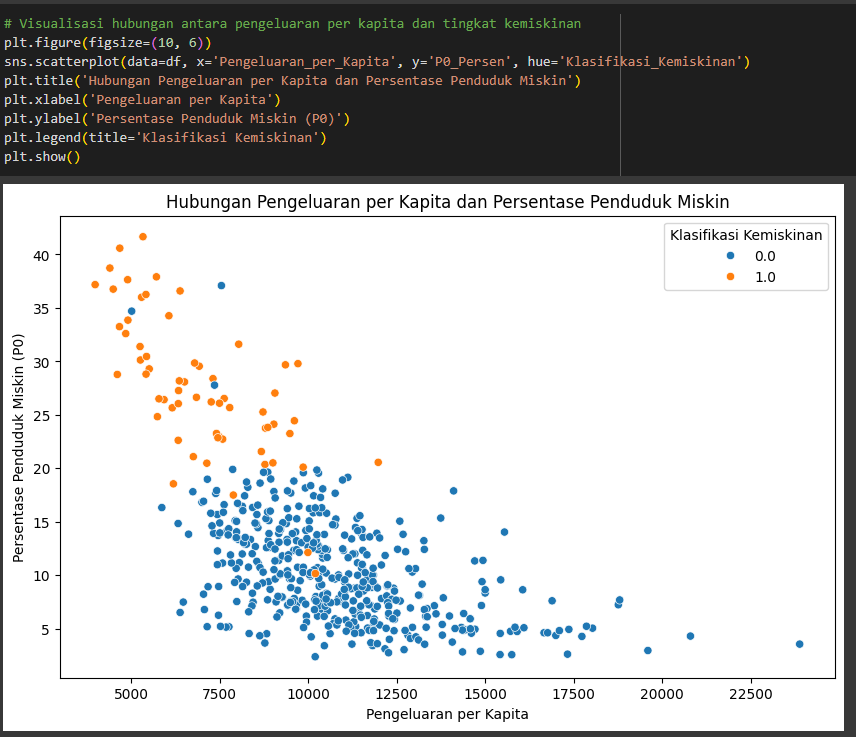 # Visualisasi hubungan antara pengeluaran per kapita dan tingkat kemiskinan
plt.figure(figsize=(10, 6))
sns.scatterplot(data=df, x='Pengeluaran_per_Kapita', y='P0_Persen', hue='Klasifikasi_Kemiskinan')
plt.title('Hubungan Pengeluaran per Kapita dan Persentase Penduduk Miskin')
plt.xlabel('Pengeluaran per Kapita')
plt.ylabel('Persentase Penduduk Miskin (P0)')
plt.legend(title='Klasifikasi Kemiskinan')
plt.show()
Hubungan Pengeluaran per Kapita dan Persentase Penduduk Miskin
Klasifikasi Kemiskinan
0.0
1.0
Persentase Penduduk Miskin (P0)
40
35
30
25
20
15
10
5
5000 7500 10000 12500 15000 17500 20000 22500
Pengeluaran per Kapita